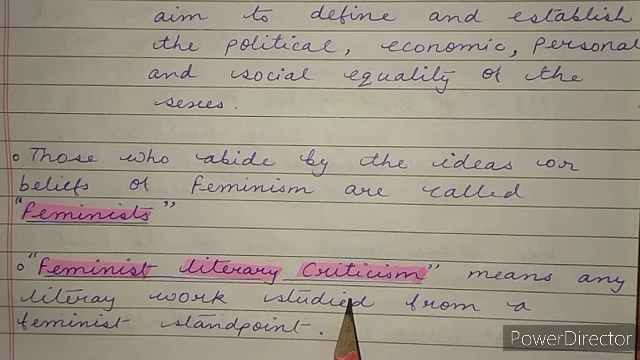 aim to define and establish
the political, economic, personal
and social equality of the
sexes.
Those who abide by the ideas or
beliefs of Feminism are called
"Feminists"
"Feminist literary Criticism" means any
literay work studied from a
feminist standpoint.
PowerDirector